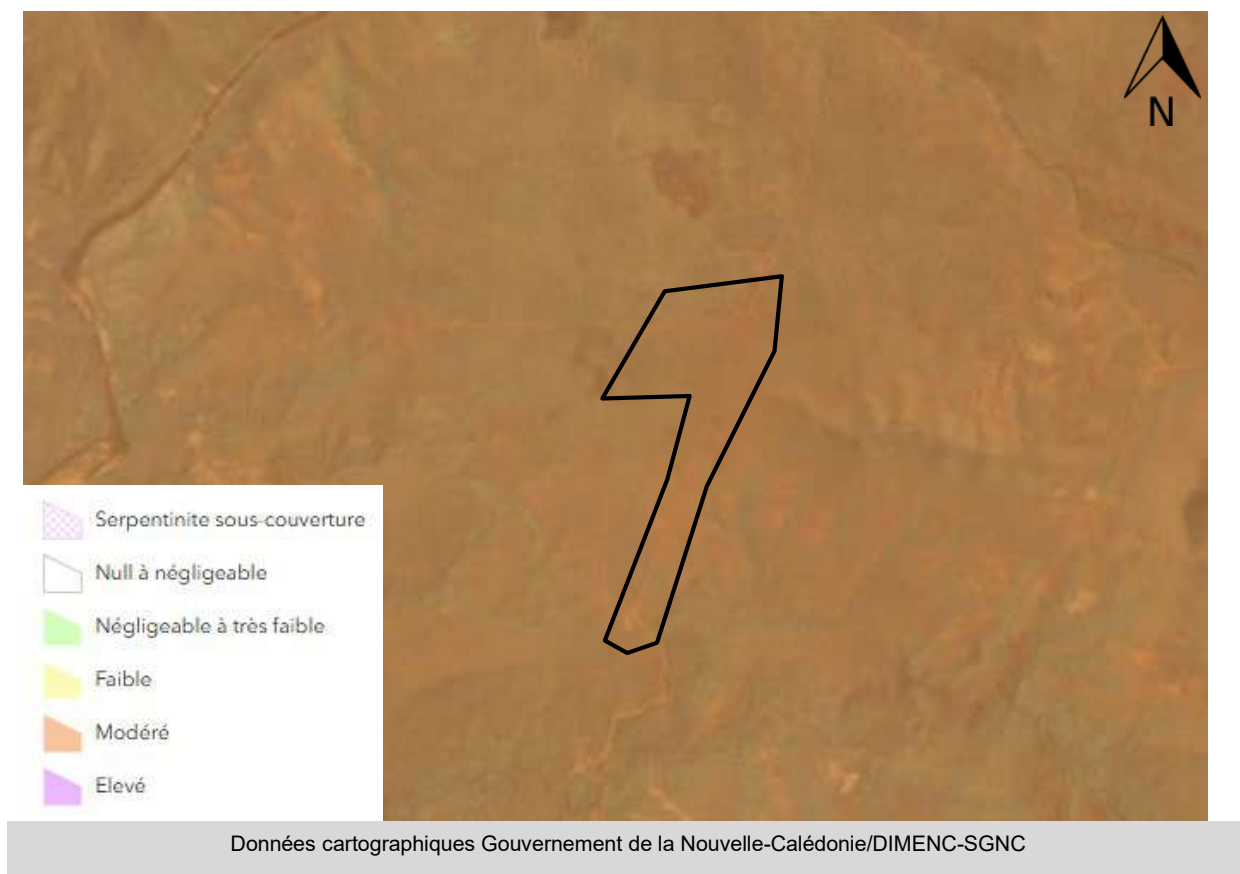 N
Serpentinite sous-couverture
Null à négligeable
Négligeable à très faible
Faible
Modéré
Elevé
Données cartographiques Gouvernement de la Nouvelle-Calédonie/DIMENC-SGNC